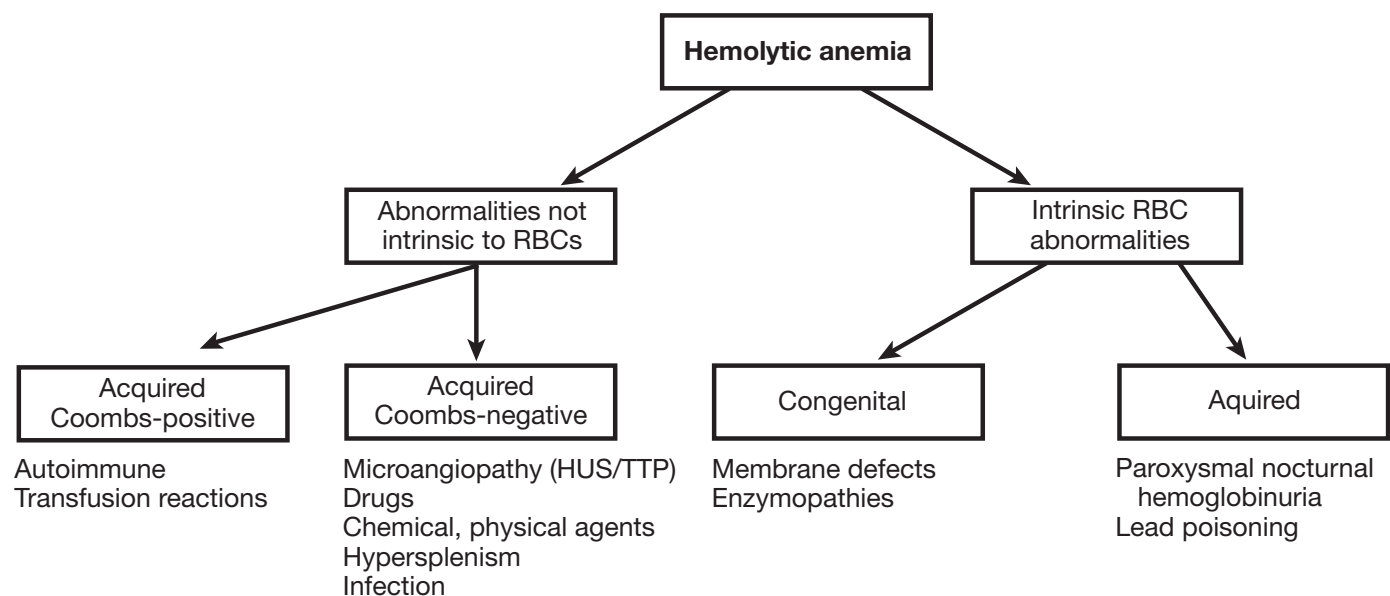 Hemolytic anemia
Abnormalities not
intrinsic to RBCs
Intrinsic RBC
abnormalities
Acquired
Coombs-positive
Autoimmune
Transfusion reactions
Acquired
Coombs-negative
Microangiopathy (HUS/TTP)
Drugs
Chemical, physical agents
Hypersplenism
Infection
Congenital
Membrane defects
Enzymopathies
Aquired
Paroxysmal nocturnal
hemoglobinuria
Lead poisoning